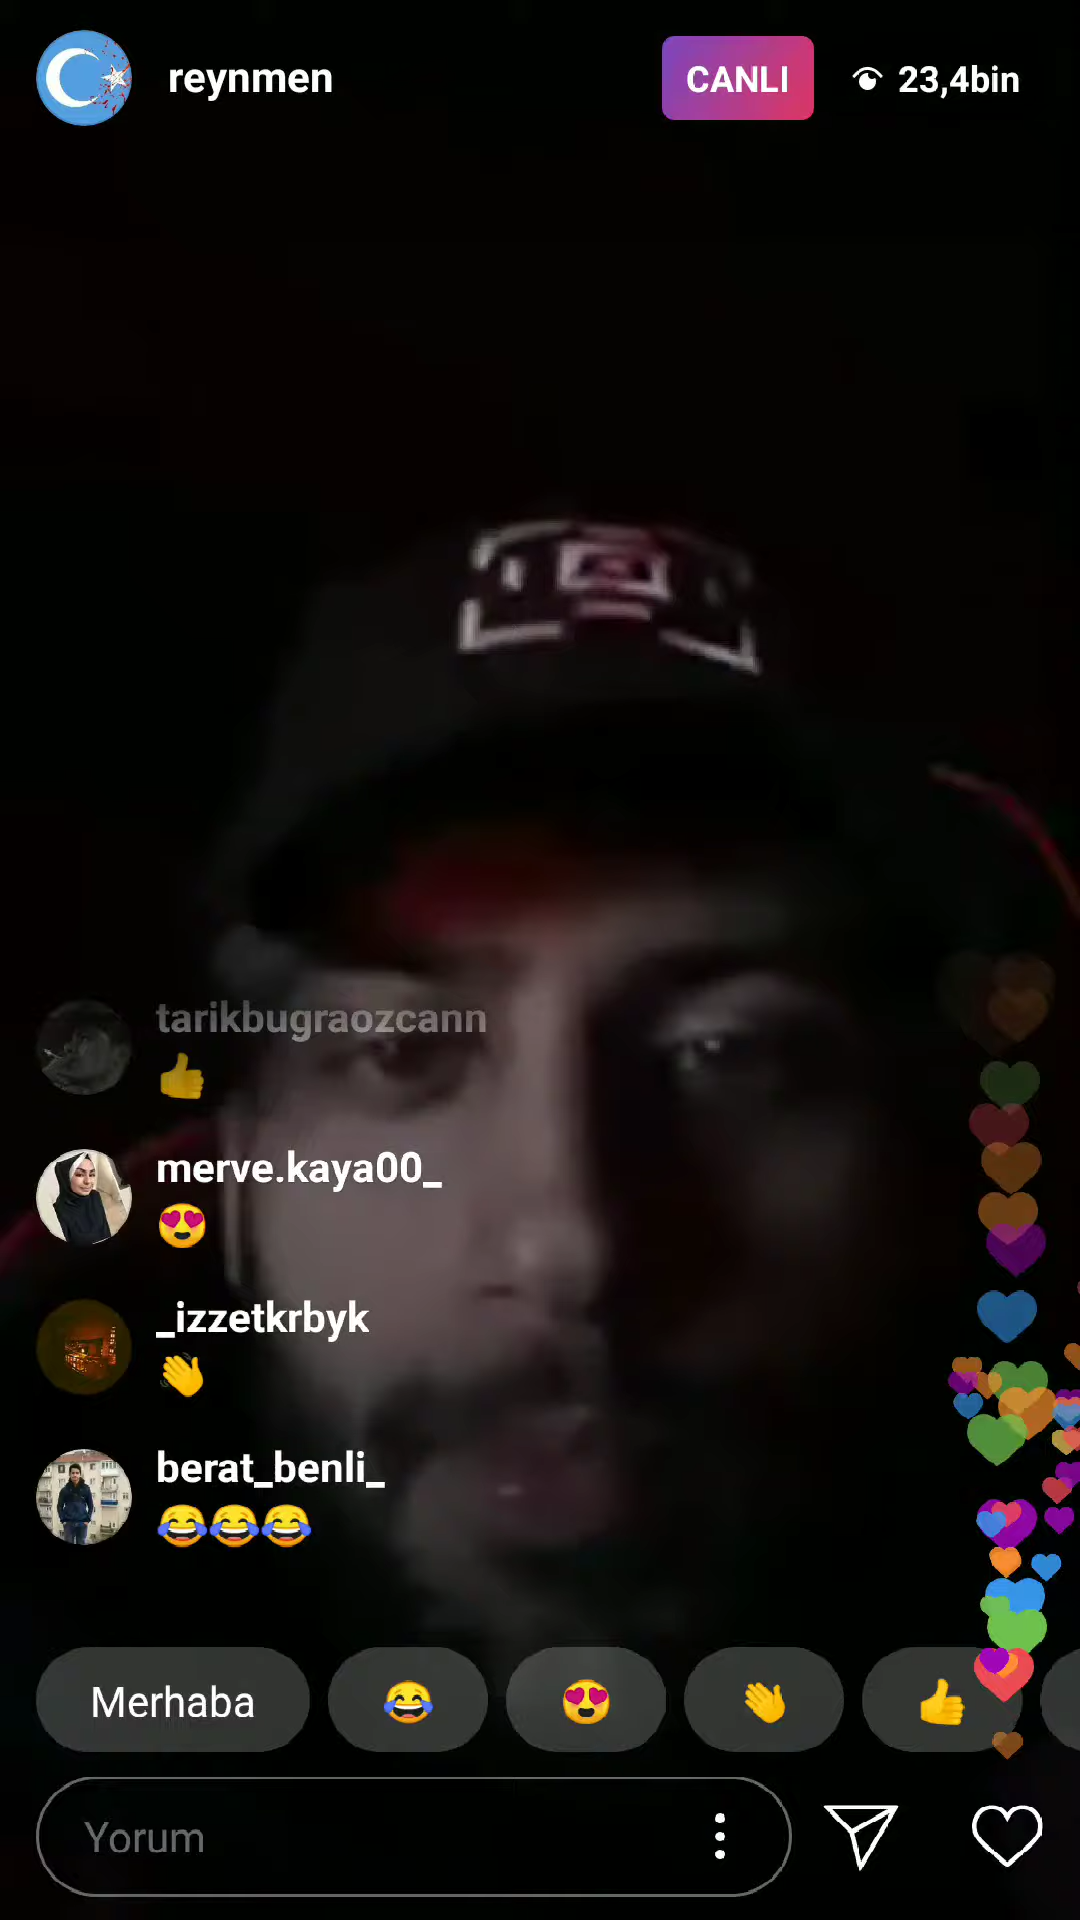 reynmen
CANLI
23,4bin
tarikbugraozcann
👍
merve.kaya00_
😍
_izzetkrbyk
👏
berat_benli_
😂😂😂
Merhaba 😂 😍 👏 👍
Yorum